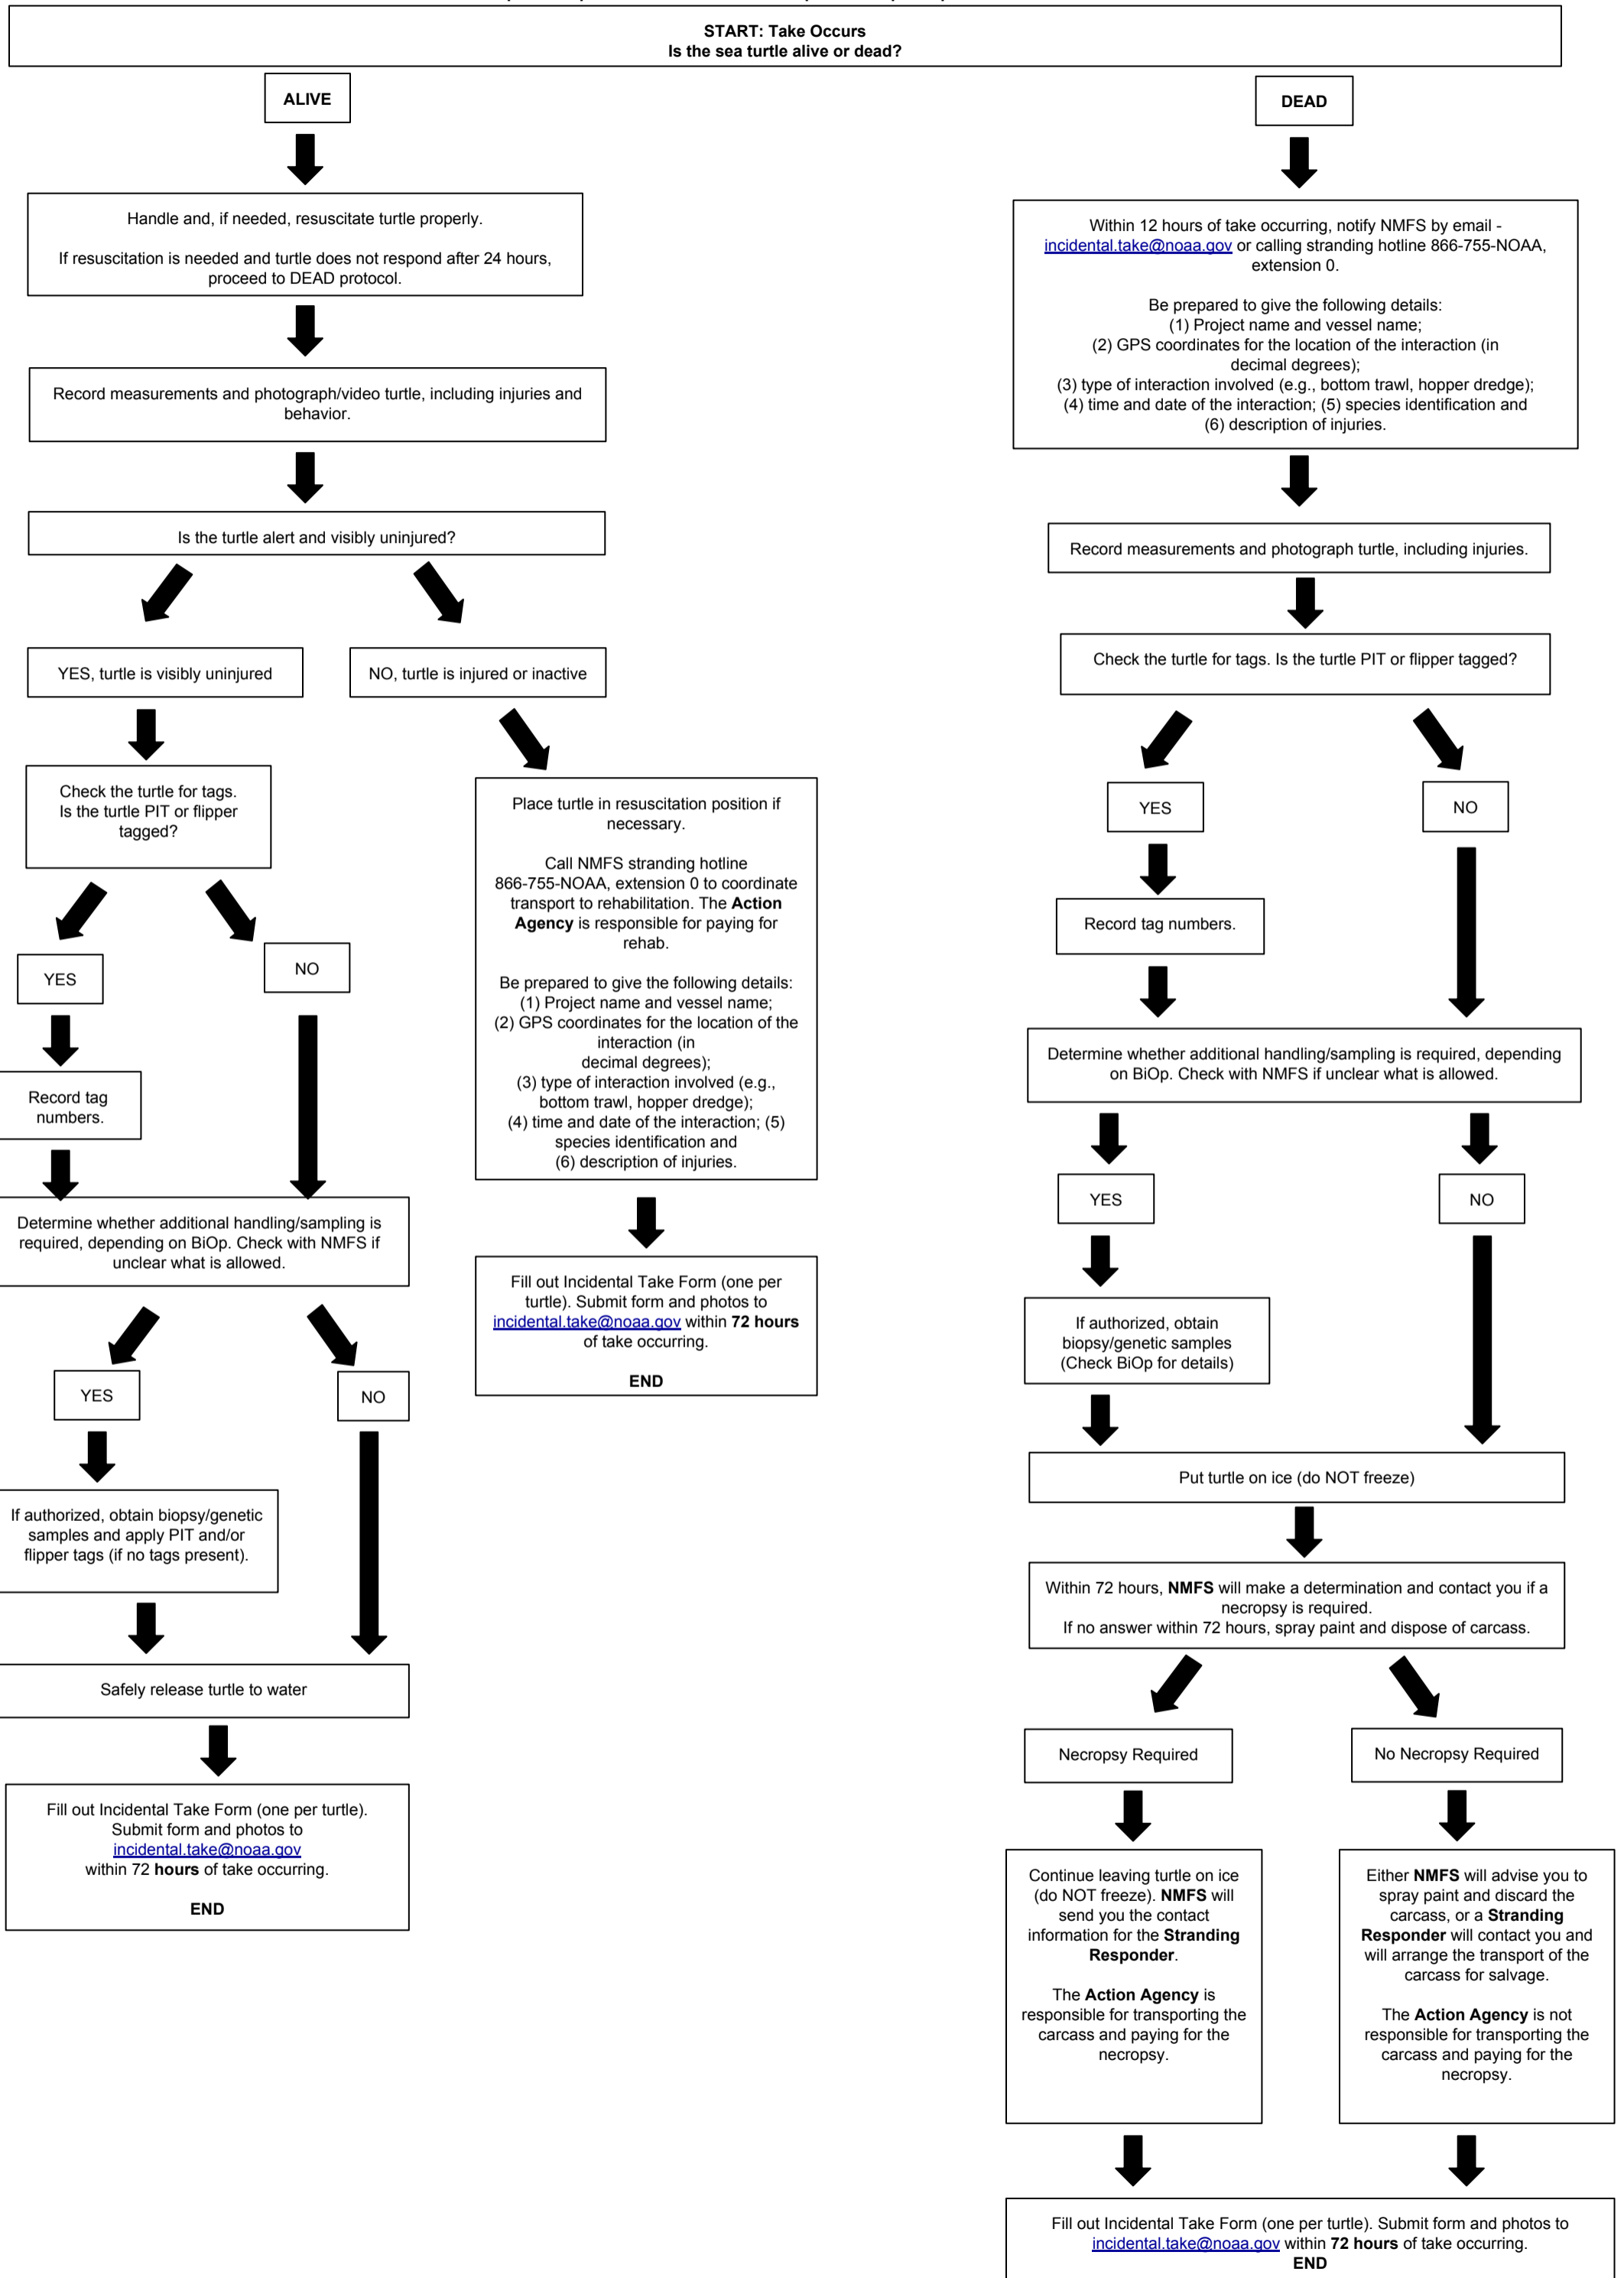 START: Take Occurs
Is the sea turtle alive or dead?
ALIVE
Handle and, if needed, resuscitate turtle properly.
If resuscitation is needed and turtle does not respond after 24 hours,
proceed to DEAD protocol.
Record measurements and photograph/video turtle, including injuries and
behavior.
Is the turtle alert and visibly uninjured?
YES, turtle is visibly uninjured
NO, turtle is injured or inactive
Check the turtle for tags.
Is the turtle PIT or flipper
tagged?
YES
NO
Record tag
numbers.
Determine whether additional handling/sampling is
required, depending on BiOp. Check with NMFS if
unclear what is allowed.
YES
NO
If authorized, obtain biopsy/genetic
samples and apply PIT and/or
flipper tags (if no tags present).
Safely release turtle to water
Fill out Incidental Take Form (one per turtle).
Submit form and photos to
incidental.take@noaa.gov
within 72 hours of take occurring.
END
Place turtle in resuscitation position if
necessary.
Call NMFS stranding hotline
866-755-NOAA, extension 0 to coordinate
transport to rehabilitation. The Action
Agency is responsible for paying for
rehab.
Be prepared to give the following details:
(1) Project name and vessel name;
(2) GPS coordinates for the location of the
interaction (in
decimal degrees);
(3) type of interaction involved (e.g.,
bottom trawl, hopper dredge);
(4) time and date of the interaction; (5)
species identification and
(6) description of injuries.
Fill out Incidental Take Form (one per
turtle). Submit form and photos to
incidental.take@noaa.gov within 72 hours
of take occurring.
END
DEAD
Within 12 hours of take occurring, notify NMFS by email -
incidental.take@noaa.gov or calling stranding hotline 866-755-NOAA,
extension 0.
Be prepared to give the following details:
(1) Project name and vessel name;
(2) GPS coordinates for the location of the interaction (in
decimal degrees);
(3) type of interaction involved (e.g., bottom trawl, hopper dredge);
(4) time and date of the interaction; (5) species identification and
(6) description of injuries.
Record measurements and photograph turtle, including injuries.
Check the turtle for tags. Is the turtle PIT or flipper tagged?
YES
NO
Record tag numbers.
Determine whether additional handling/sampling is required, depending
on BiOp. Check with NMFS if unclear what is allowed.
YES
NO
If authorized, obtain
biopsy/genetic samples
(Check BiOp for details)
Put turtle on ice (do NOT freeze)
Within 72 hours, NMFS will make a determination and contact you if a
necropsy is required.
If no answer within 72 hours, spray paint and dispose of carcass.
Necropsy Required
No Necropsy Required
Continue leaving turtle on ice
(do NOT freeze). NMFS will
send you the contact
information for the Stranding
Responder.
The Action Agency is
responsible for transporting the
carcass and paying for the
necropsy.
Either NMFS will advise you to
spray paint and discard the
carcass, or a Stranding
Responder will contact you and
will arrange the transport of the
carcass for salvage.
The Action Agency is not
responsible for transporting the
carcass and paying for the
necropsy.
Fill out Incidental Take Form (one per turtle). Submit form and photos to
incidental.take@noaa.gov within 72 hours of take occurring.
END